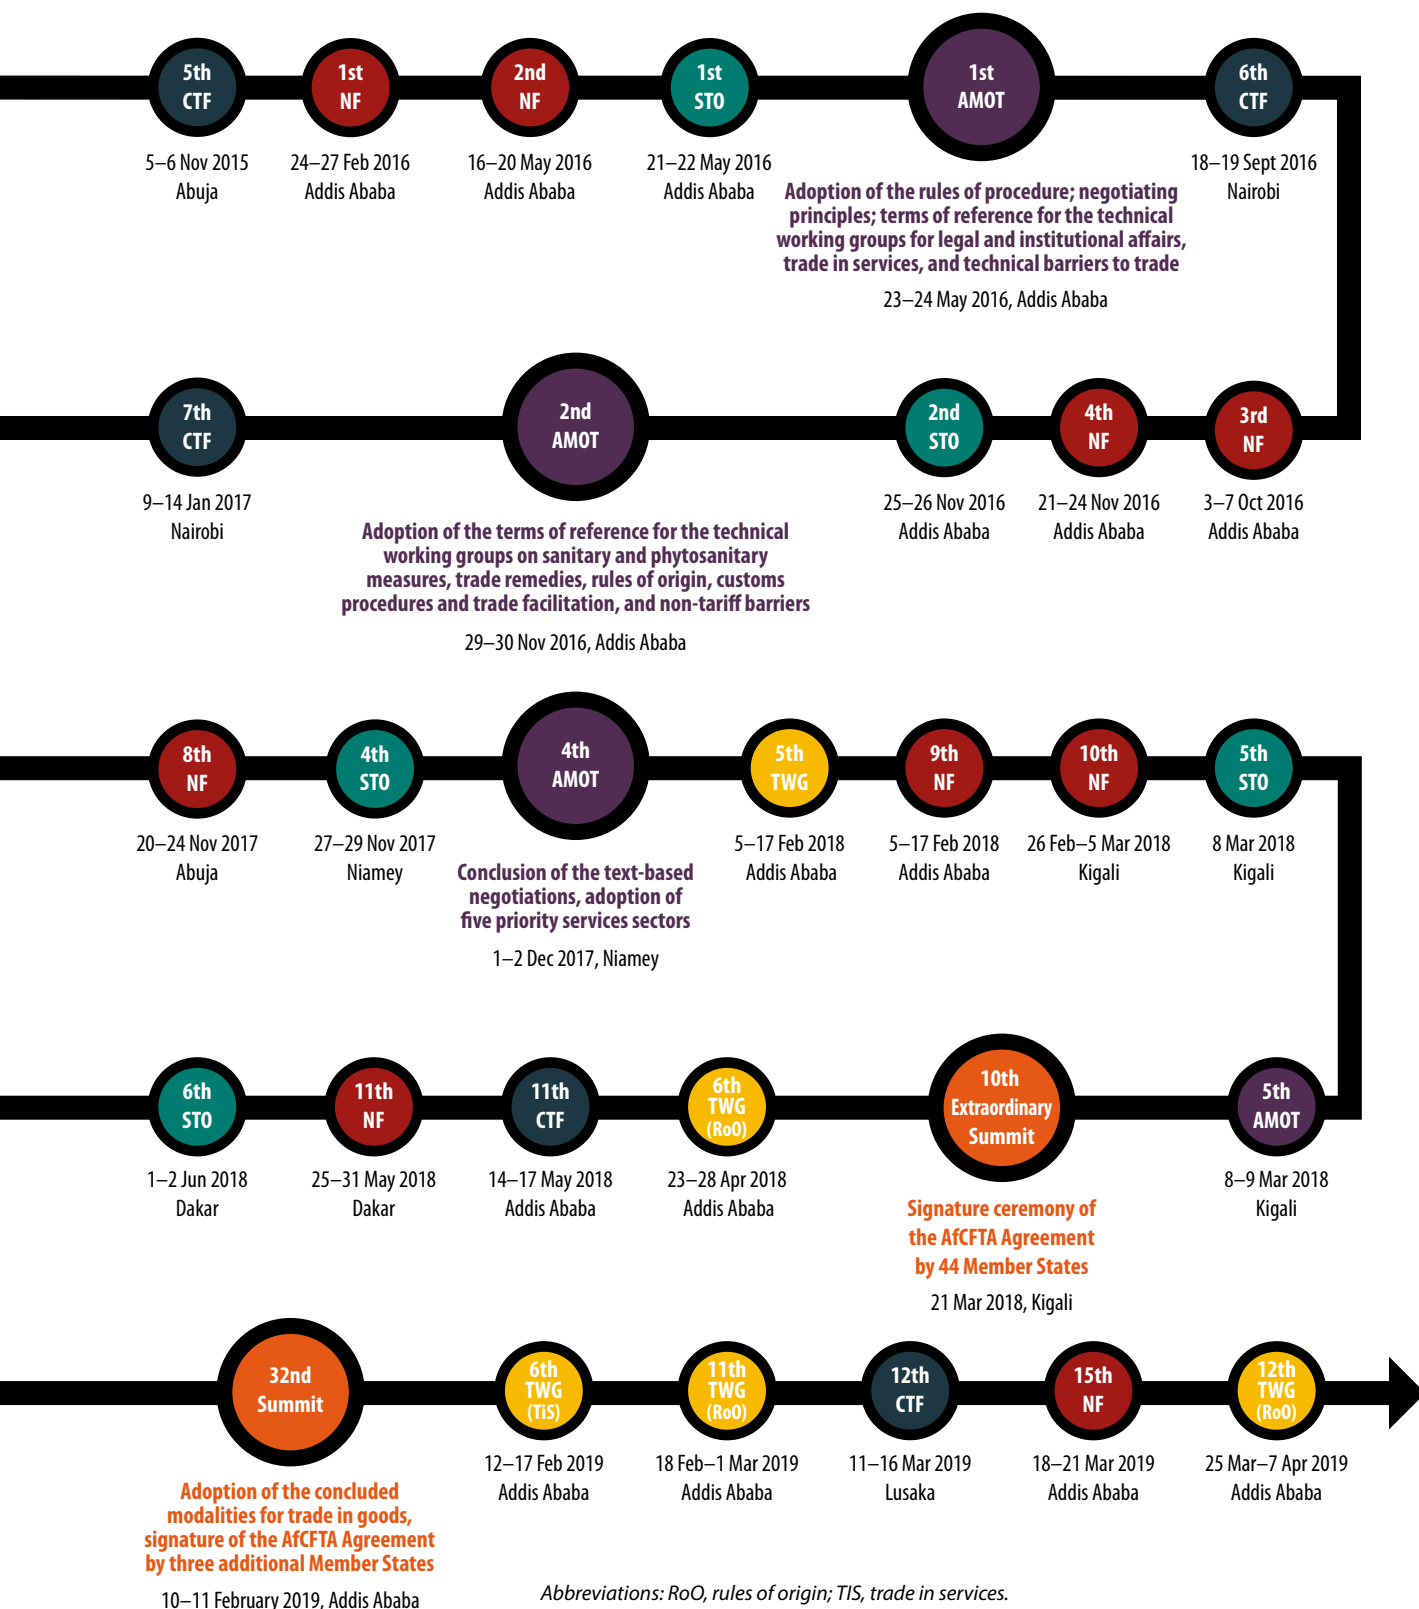 5th
CTF
5–6 Nov 2015
Abuja
1st
NF
24–27 Feb 2016
Addis Ababa
2nd
NF
16–20 May 2016
Addis Ababa
1st
STO
21–22 May 2016
Addis Ababa
1st
AMOT
Adoption of the rules of procedure; negotiating
principles; terms of reference for the technical
working groups for legal and institutional affairs,
trade in services, and technical barriers to trade
23–24 May 2016, Addis Ababa
6th
CTF
18–19 Sept 2016
Nairobi
7th
CTF
9–14 Jan 2017
Nairobi
2nd
AMOT
Adoption of the terms of reference for the technical
working groups on sanitary and phytosanitary
measures, trade remedies, rules of origin, customs
procedures and trade facilitation, and non-tariff barriers
29–30 Nov 2016, Addis Ababa
2nd
STO
25–26 Nov 2016
Addis Ababa
4th
NF
21–24 Nov 2016
Addis Ababa
3rd
NF
3–7 Oct 2016
Addis Ababa
8th
NF
20–24 Nov 2017
Abuja
4th
STO
27–29 Nov 2017
Niamey
4th
AMOT
Conclusion of the text-based
negotiations, adoption of
five priority services sectors
1–2 Dec 2017, Niamey
5th
TWG
5–17 Feb 2018
Addis Ababa
9th
NF
5–17 Feb 2018
Addis Ababa
10th
NF
26 Feb–5 Mar 2018
Kigali
5th
STO
8 Mar 2018
Kigali
6th
STO
1–2 Jun 2018
Dakar
11th
NF
25–31 May 2018
Dakar
11th
CTF
14–17 May 2018
Addis Ababa
6th
TWG
(RoO)
23–28 Apr 2018
Addis Ababa
10th
Extraordinary
Summit
Signature ceremony of
the AfCFTA Agreement
by 44 Member States
21 Mar 2018, Kigali
5th
AMOT
8–9 Mar 2018
Kigali
32nd
Summit
Adoption of the concluded
modalities for trade in goods,
signature of the AfCFTA Agreement
by three additional Member States
10–11 February 2019, Addis Ababa
6th
TWG
(TiS)
12–17 Feb 2019
Addis Ababa
11th
TWG
(RoO)
18 Feb–1 Mar 2019
Addis Ababa
12th
CTF
11–16 Mar 2019
Lusaka
15th
NF
18–21 Mar 2019
Addis Ababa
12th
TWG
(RoO)
25 Mar–7 Apr 2019
Addis Ababa
Abbreviations: RoO, rules of origin; TIS, trade in services.